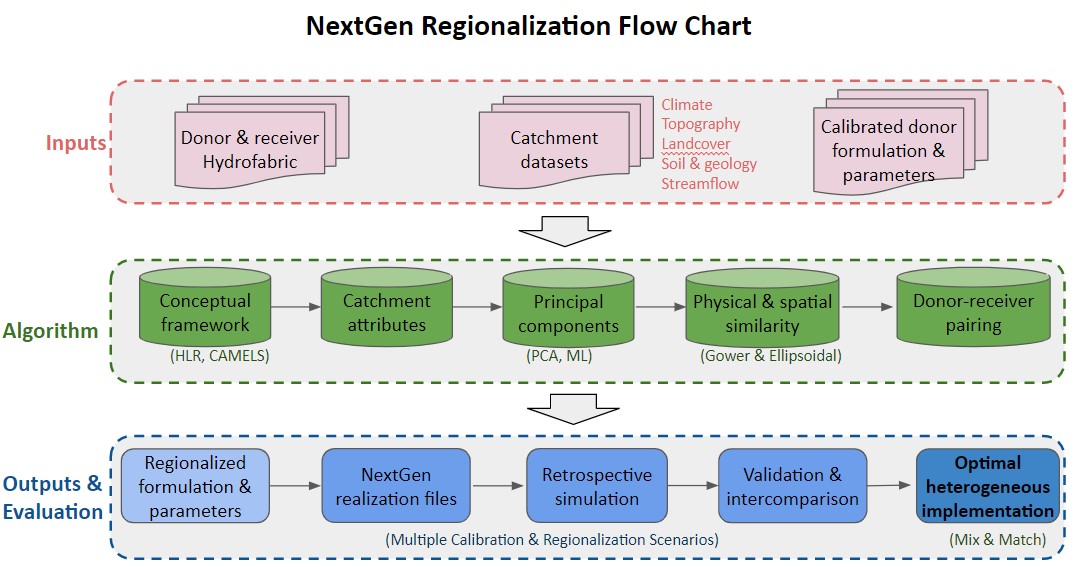 NextGen Regionalization Flow Chart
Inputs
Donor & receiver
Hydrofabric
Catchment
datasets
Climate
Topography
Landcover
Soil & geology
Streamflow
Calibrated donor
formulation &
parameters
Algorithm
Conceptual
framework
(HLR, CAMELS)
Catchment
attributes
Principal
components
(PCA, ML)
Physical & spatial
similarity
(Gower & Ellipsoidal)
Donor-receiver
pairing
Outputs &
Evaluation
Regionalized
formulation &
parameters
NextGen
realization files
Retrospective
simulation
Validation &
intercomparison
Optimal
heterogeneous
implementation
(Multiple Calibration & Regionalization Scenarios)
(Mix & Match)